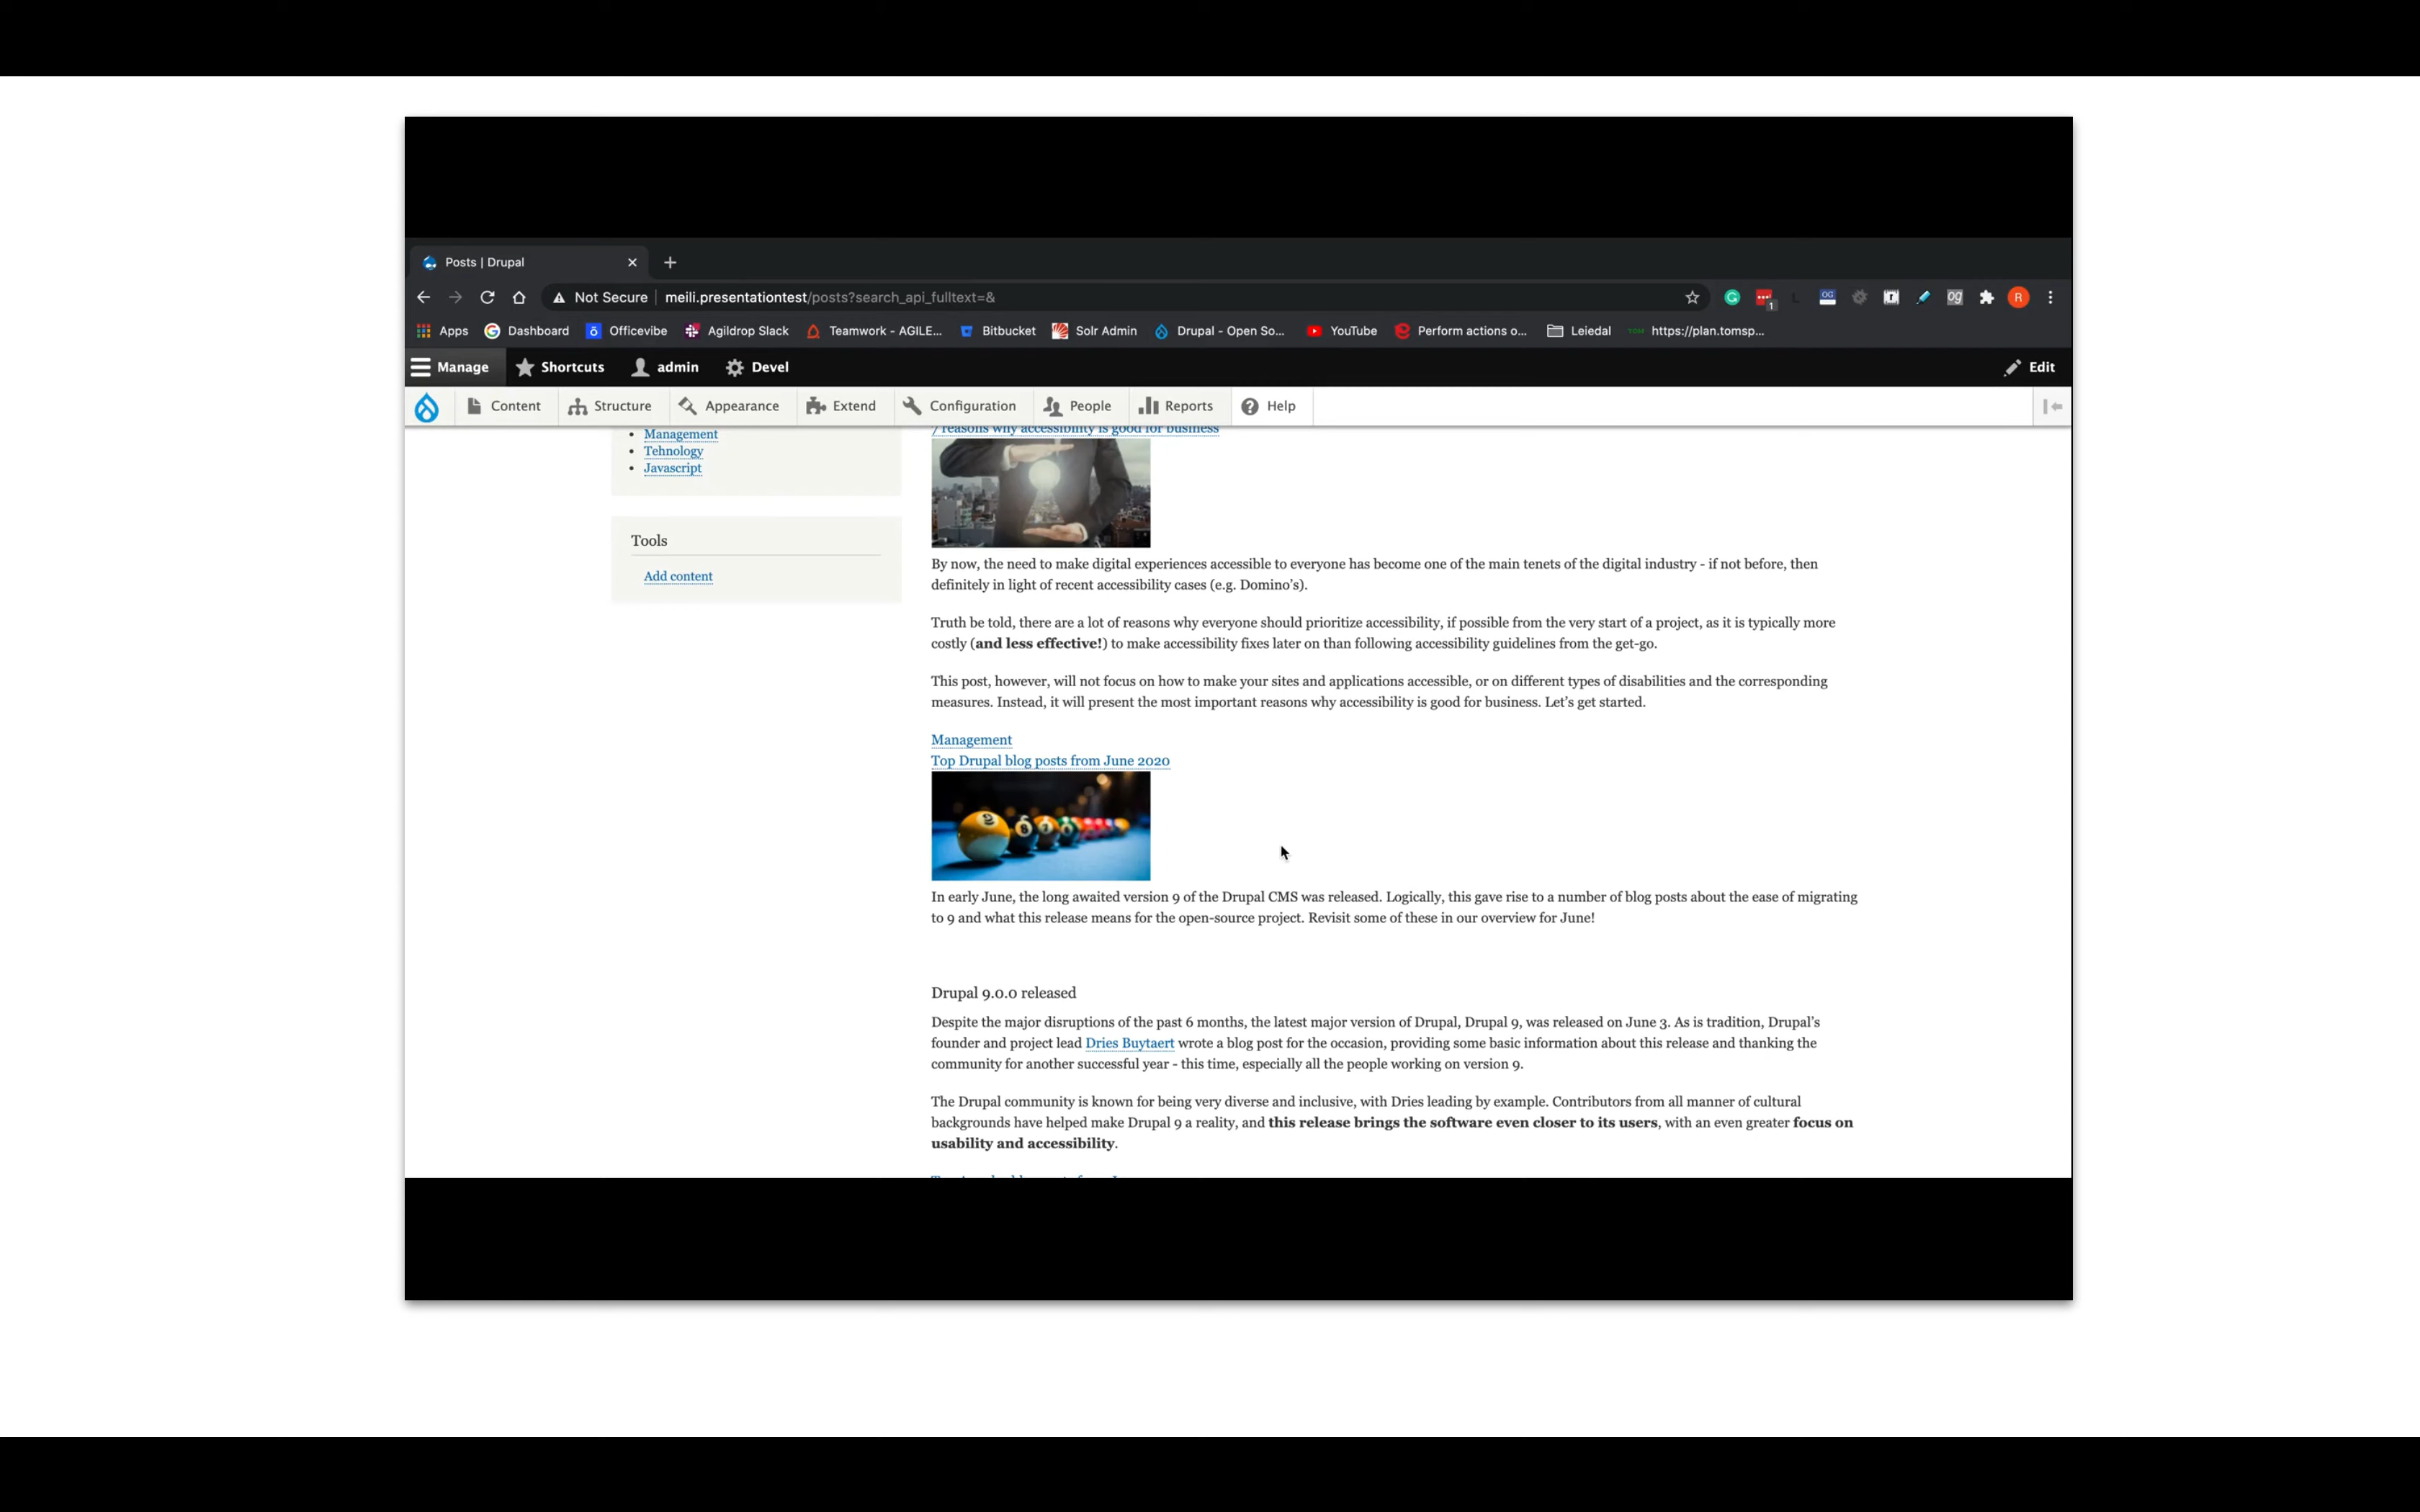 Posts | Drupal
Not Secure meili.presentationtest/posts?search_api_fulltext=&
OG
og
R
1
Apps Dashboard Officevibe Agildrop Slack Teamwork - AGILE... Bitbucket Solr Admin Drupal - Open So... YouTube Perform actions o... Leiedal https://plan.tomsp...
Manage Shortcuts admin Devel Edit
Content Structure Appearance Extend Configuration People Reports Help
Management
Tehnology
Javascript
Tools
Add content
7 reasons why accessibility is good for business
By now, the need to make digital experiences accessible to everyone has become one of the main tenets of the digital industry - if not before, then
definitely in light of recent accessibility cases (e.g. Domino's).
Truth be told, there are a lot of reasons why everyone should prioritize accessibility, if possible from the very start of a project, as it is typically more
costly (and less effective!) to make accessibility fixes later on than following accessibility guidelines from the get-go.
This post, however, will not focus on how to make your sites and applications accessible, or on different types of disabilities and the corresponding
measures. Instead, it will present the most important reasons why accessibility is good for business. Let's get started.
Management
Top Drupal blog posts from June 2020
9 8 7 6
In early June, the long awaited version 9 of the Drupal CMS was released. Logically, this gave rise to a number of blog posts about the ease of migrating
to 9 and what this release means for the open-source project. Revisit some of these in our overview for June!
Drupal 9.0.0 released
Despite the major disruptions of the past 6 months, the latest major version of Drupal, Drupal 9, was released on June 3. As is tradition, Drupal's
founder and project lead Dries Buytaert wrote a blog post for the occasion, providing some basic information about this release and thanking the
community for another successful year - this time, especially all the people working on version 9.
The Drupal community is known for being very diverse and inclusive, with Dries leading by example. Contributors from all manner of cultural
backgrounds have helped make Drupal 9 a reality, and this release brings the software even closer to its users, with an even greater focus on
usability and accessibility.